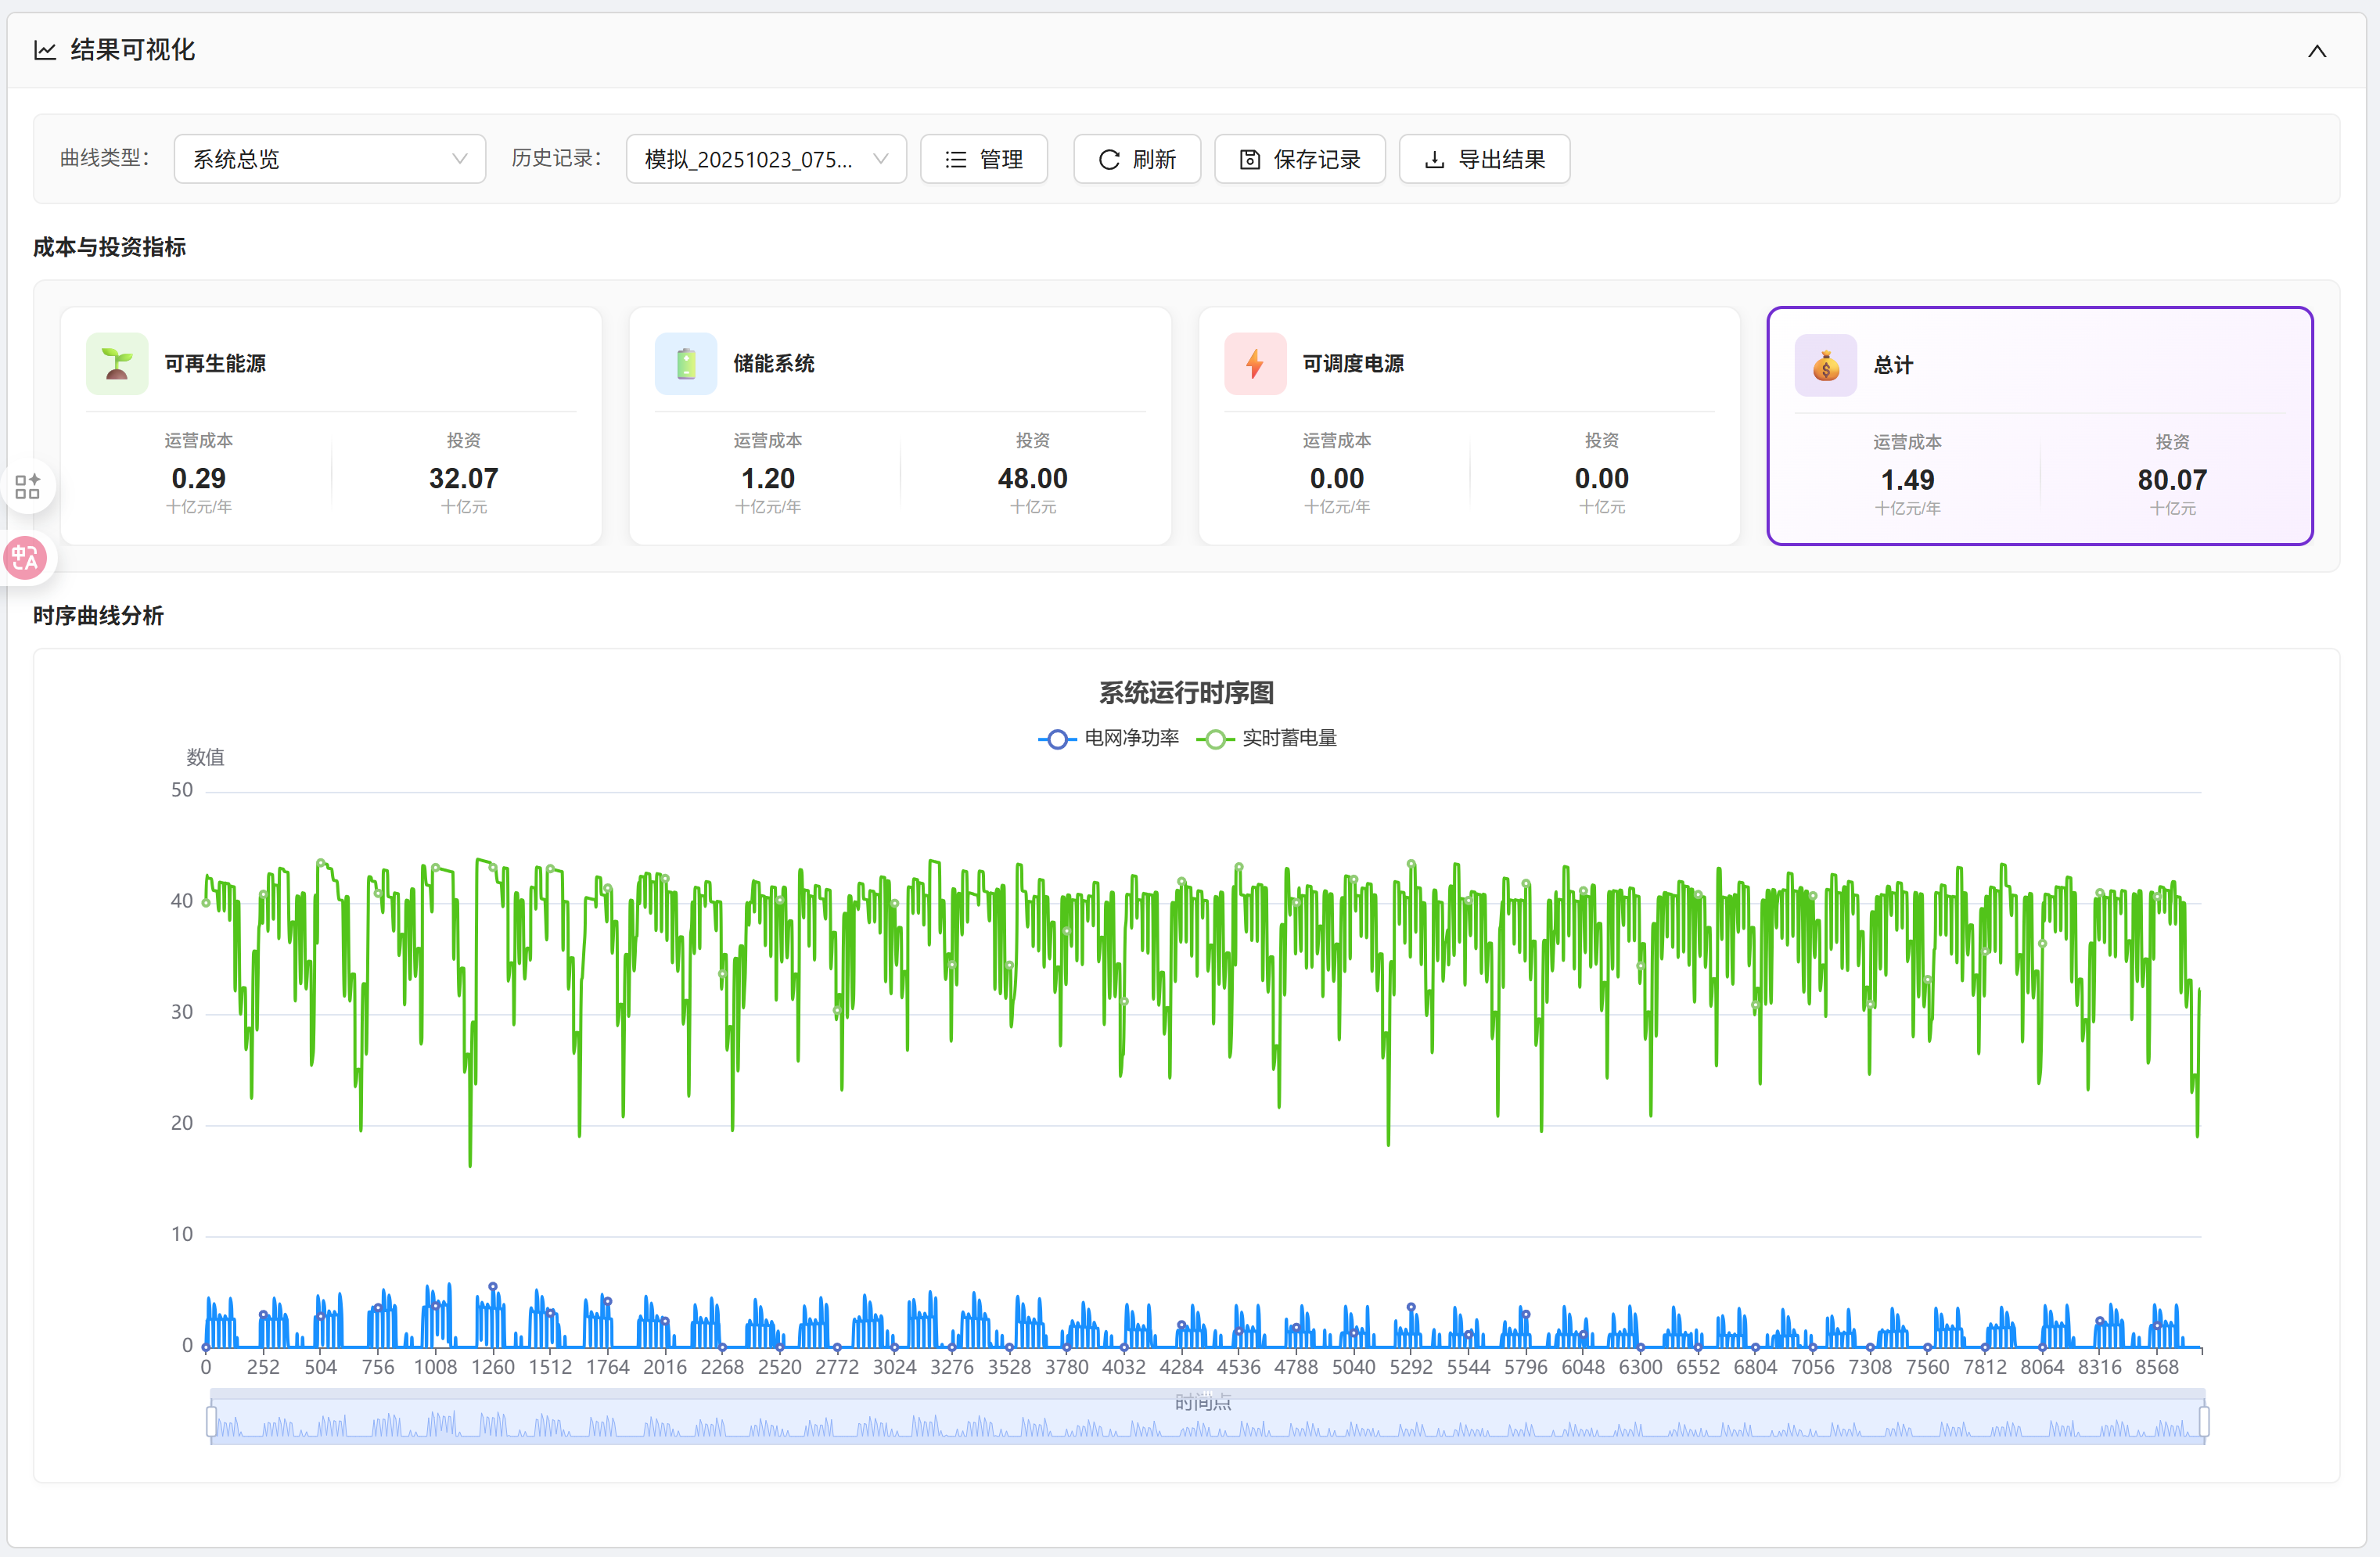 结果可视化
曲线类型： 系统总览 历史记录： 模拟_20251023_075... 管理 刷新 保存记录 导出结果
成本与投资指标
可再生能源 储能系统 可调度电源 总计
运营成本 投资 运营成本 投资 运营成本 投资 运营成本 投资
0.29 32.07 1.20 48.00 0.00 0.00 1.49 80.07
十亿元/年 十亿元 十亿元/年 十亿元 十亿元/年 十亿元 十亿元/年 十亿元
中A
时序曲线分析
系统运行时序图
电网净功率 实时蓄电量
数值
50
40
30
20
10
0
0 252 504 756 1008 1260 1512 1764 2016 2268 2520 2772 3024 3276 3528 3780 4032 4284 4536 4788 5040 5292 5544 5796 6048 6300 6552 6804 7056 7308 7560 7812 8064 8316 8568
时间点